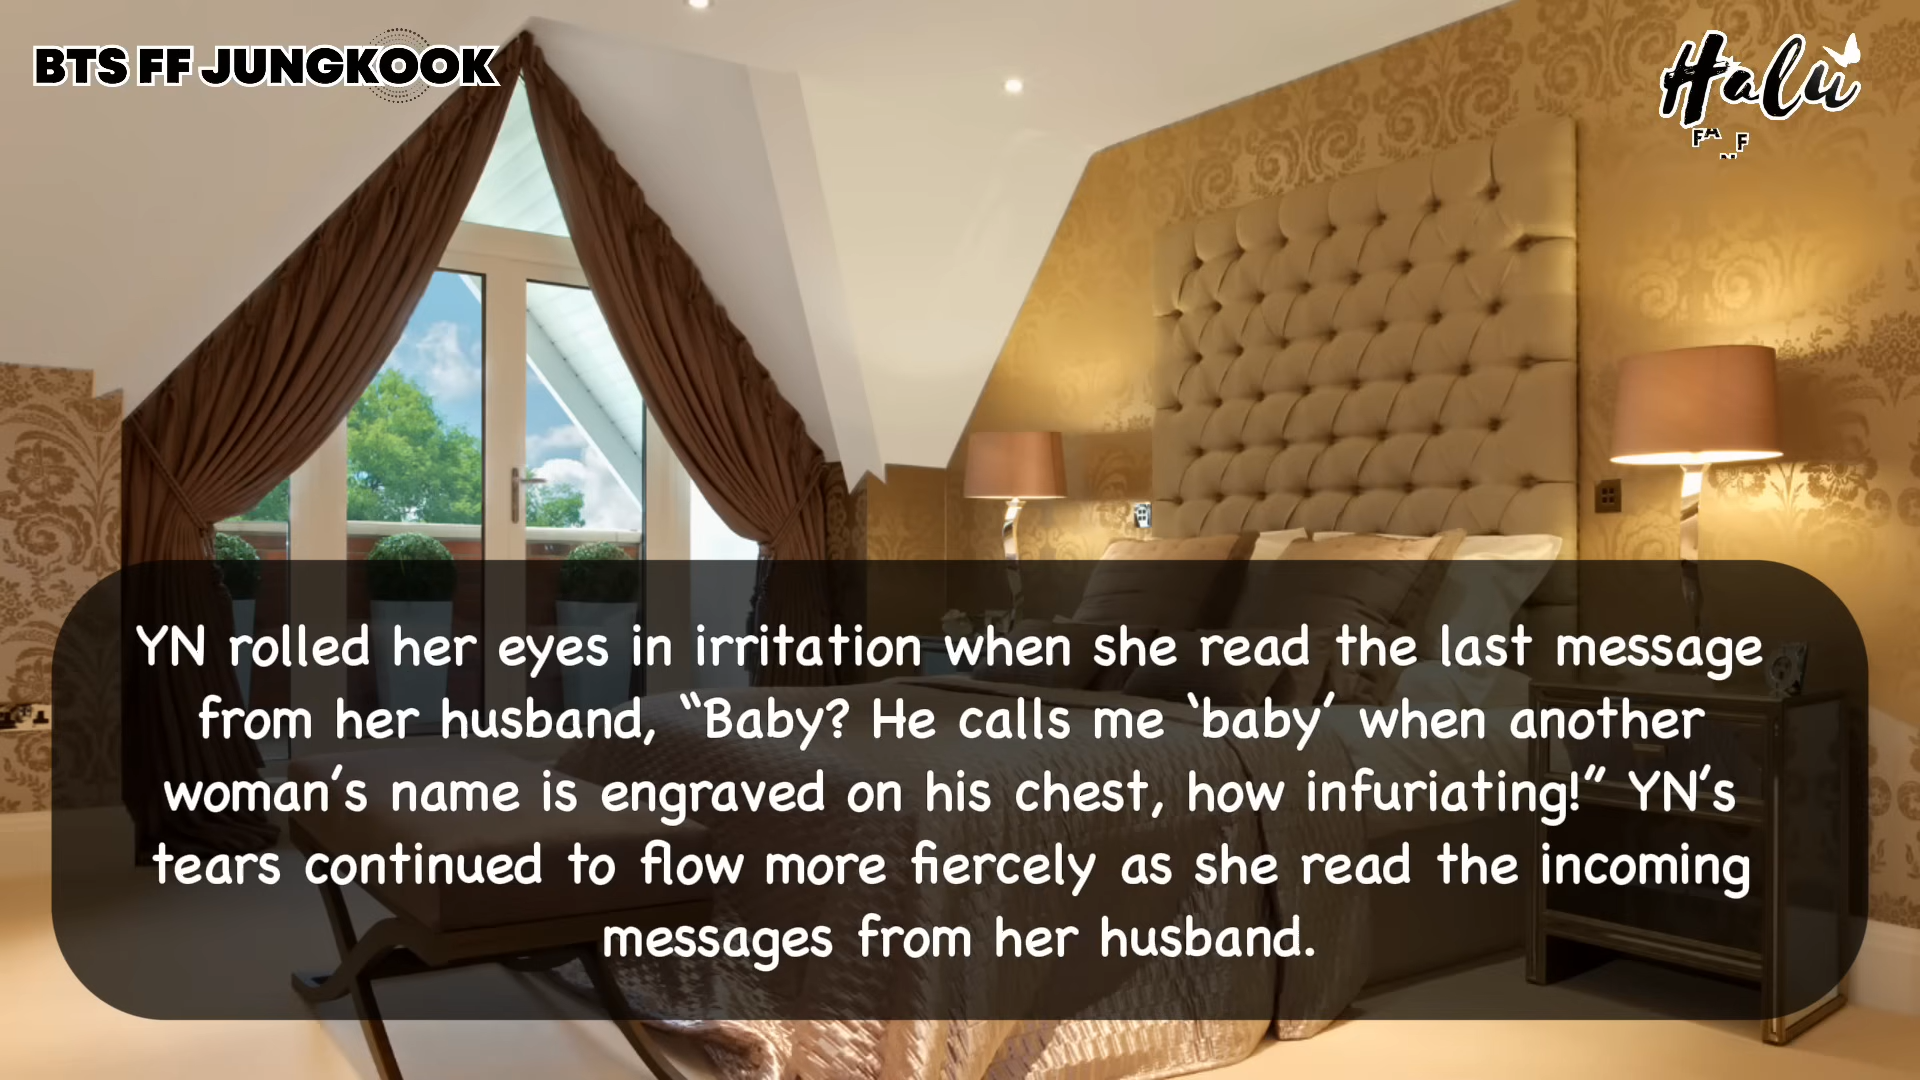 BTS FF JUNGKOOK
Halu
FA N F
YN rolled her eyes in irritation when she read the last message
from her husband, “Baby? He calls me ‘baby’ when another
woman’s name is engraved on his chest, how infuriating!” YN’s
tears continued to flow more fiercely as she read the incoming
messages from her husband.